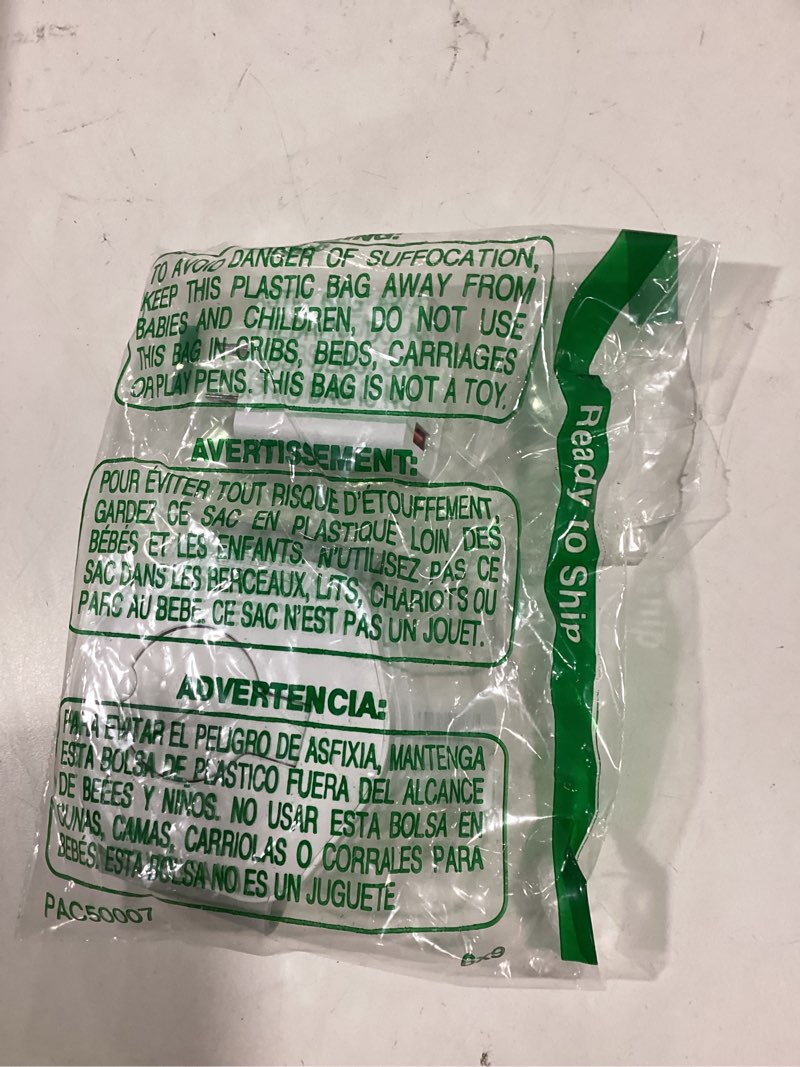 TO AVOID DANGER OF SUFFOCATION,
KEEP THIS PLASTIC BAG AWAY FROM
BABIES AND CHILDREN, DO NOT USE
THIS BAG IN CRIBS, BEDS, CARRIAGES
OR PLAY PENS. THIS BAG IS NOT A TOY.
AVERTISSEMENT:
POUR ÉVITER TOUT RISQUE D'ÉTOUFFEMENT,
GARDEZ CE SAC EN PLASTIQUE LOIN DES
BÉBÉS ET LES ENFANTS, N'UTILISEZ PAS CE
SAC DANS LES BERCEAUX, LITS, CHARIOTS OU
PARC AU BEBE. CE SAC N'EST PAS UN JOUET.
ADVERTENCIA:
PARA EVITAR EL PELIGRO DE ASFIXIA, MANTENGA
ESTA BOLSA DE PLASTICO FUERA DEL ALCANCE
DE BEBES Y NIÑOS. NO USAR ESTA BOLSA EN
CUNAS, CAMAS, CARRIOLAS O CORRALES PARA
BEBÉS. ESTA BOLSA NO ES UN JUGUETE
PAC50007
Ready to Ship